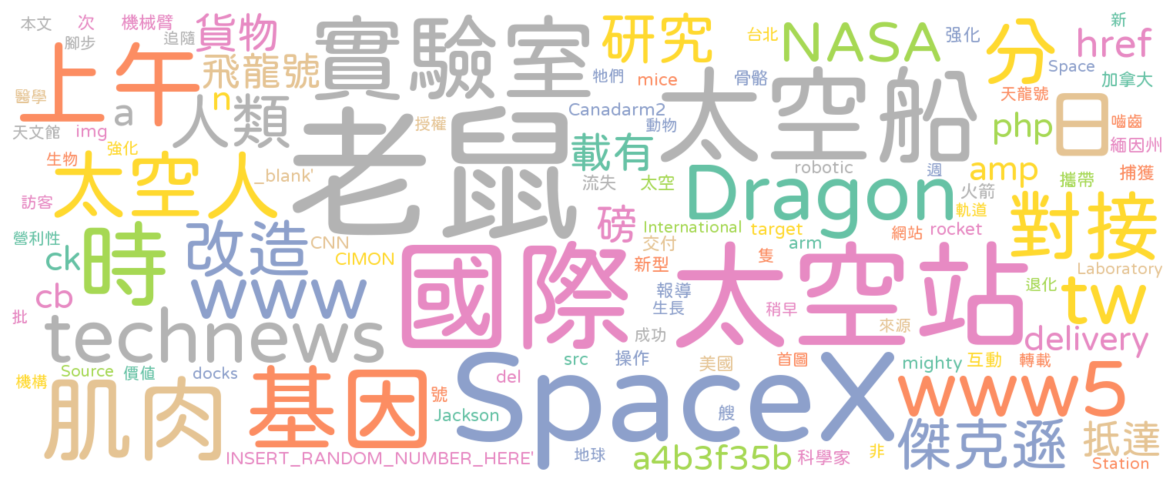 本文 次 機械臂 貨物 實驗室 研究 台北 NASA 强化 分 新 href
腳步 追隨 上午 飛龍號 牠們 mice 骨骼 太空船 Space 加拿大
醫學 a n 人類 老鼠 Canadarm2 動物 天龍號 日 嚙齒
天文館 img 授權 載有 php 緬因州
生物 強化 太空人 _blank' 流失 太空 robotic 週 amp 攜帶 捕獲
訪客 Dragon 火箭 軌道
營利性 時 改造 CNN 磅 International target 網站 rocket 對接
ck CIMON 交付 arm 新型 隻 Laboratory
cb www 國際 太空站 報導 生長 稍早 退化 tw
批 technews 成功 來源 delivery
Source 價值 docks del SpaceX src 操作 美國 首圖 mighty 互動 轉載
機構 肌肉 基因 號 Jackson 艘 www5
傑克遜 抵達
INSERT_RANDOM_NUMBER_HERE' 地球 a4b3f35b 科學家 非 Station